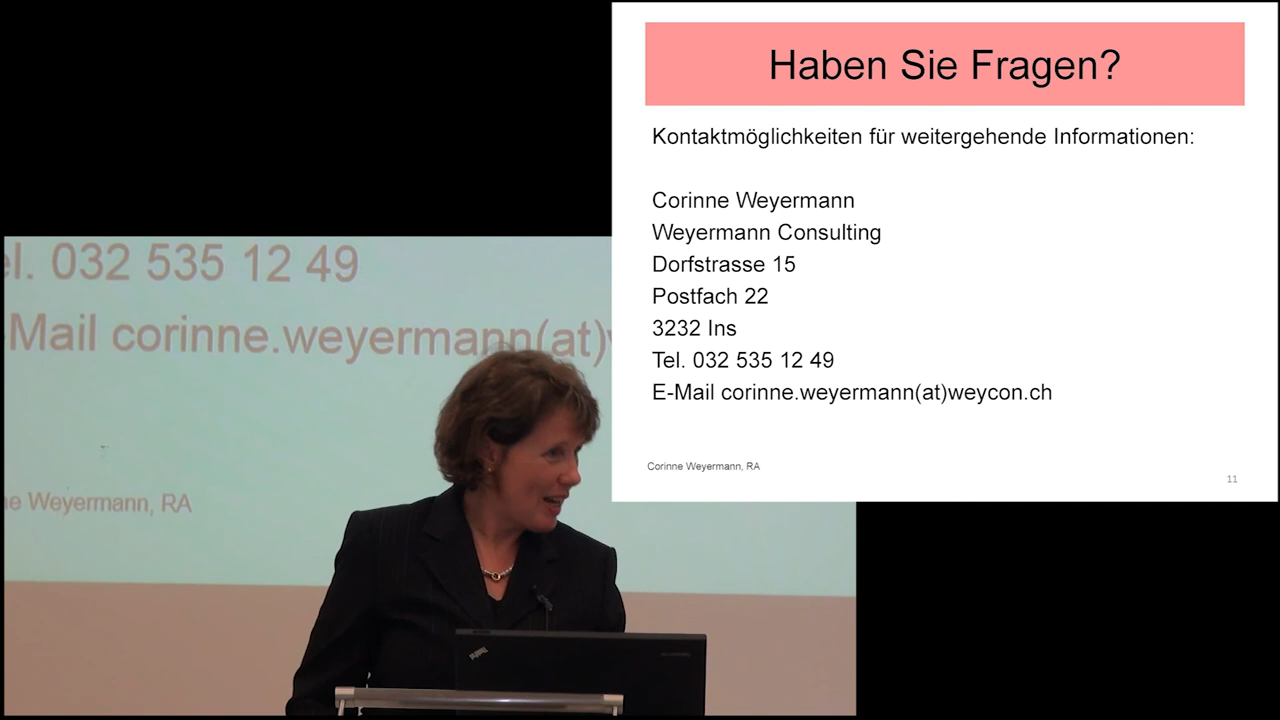 Haben Sie Fragen?
Kontaktmöglichkeiten für weitergehende Informationen:
Corinne Weyermann
Weyermann Consulting
Dorfstrasse 15
Postfach 22
3232 Ins
Tel. 032 535 12 49
E-Mail corinne.weyermann(at)weycon.ch
Corinne Weyermann, RA
11
el. 032 535 12 49
-Mail corinne.weyermann(at)
ne Weyermann, RA
ThinkPad